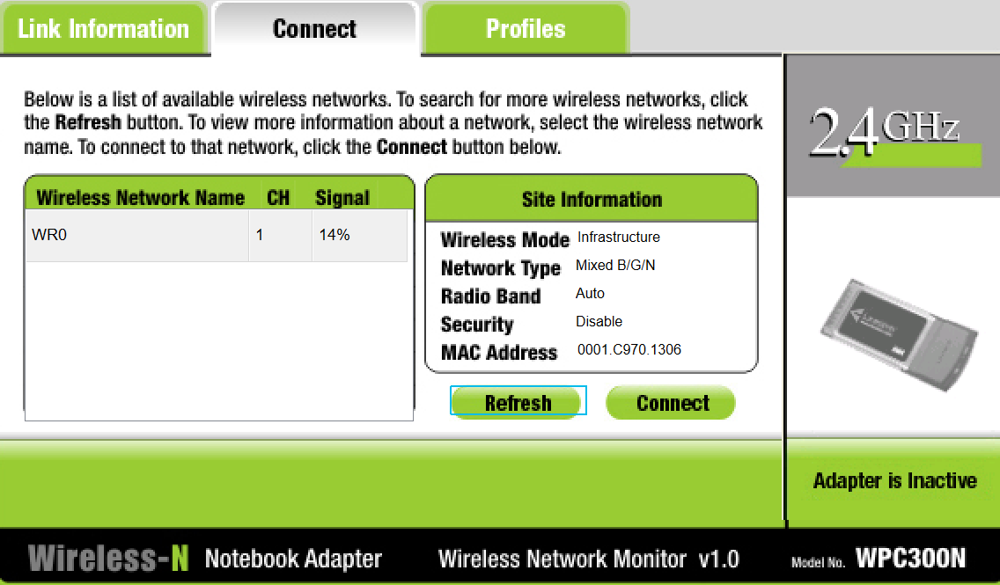 Link Information
Connect
Profiles
Below is a list of available wireless networks. To search for more wireless networks, click
the Refresh button. To view more information about a network, select the wireless network
name. To connect to that network, click the Connect button below.
2.4GHz
Wireless Network Name CH Signal
WR0 1 14%
Site Information
Wireless Mode Infrastructure
Network Type Mixed B/G/N
Radio Band Auto
Security Disable
MAC Address 0001.C970.1306
Refresh
Connect
Adapter is Inactive
Wireless-N Notebook Adapter Wireless Network Monitor v1.0 Model No. WPC300N